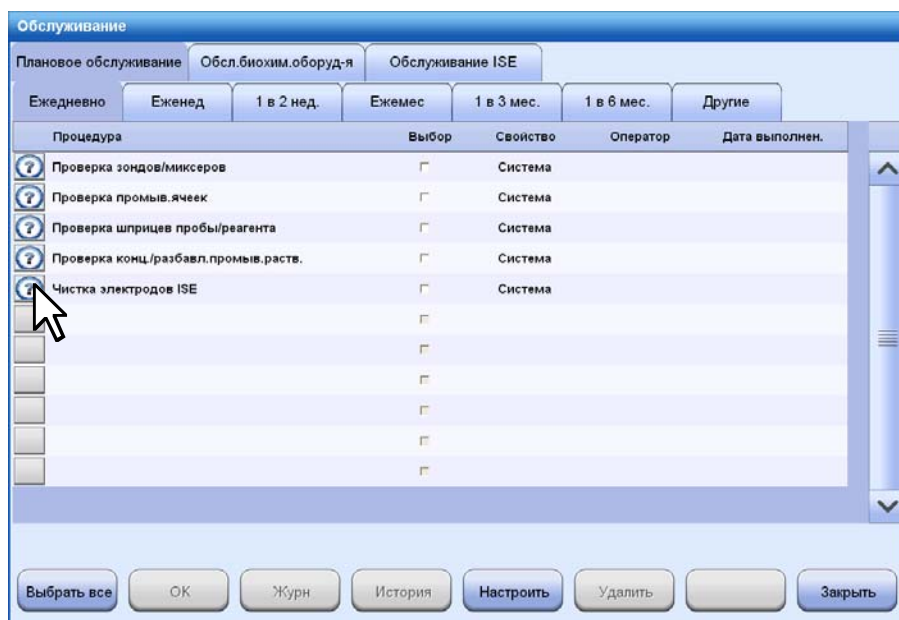 Обслуживание
Плановое обслуживание Обсл.биохим.оборуд-я Обслуживание ISE
Ежедневно Еженед 1 в 2 нед. Ежемес 1 в 3 мес. 1 в 6 мес. Другие
Процедура Выбор Свойство Оператор Дата выполнен.
? Проверка зондов/миксеров Система
? Проверка промыв.ячеек Система
? Проверка шприцев пробы/реагента Система
? Проверка конц./разбавл.промыв.раств. Система
? Чистка электродов ISE Система
Выбрать все OK Журн История Настроить Удалить Закрыть